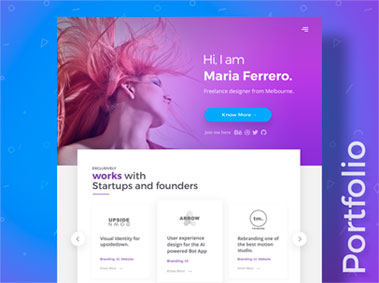 Hi, I am
Maria Ferrero.
Freelance designer from Melbourne.
Know More
Join me here
EXCLUSIVELY
works with
Startups and founders
UPSIDE
NMOD
ARROW
tm.
Visual Identity for
upodedown.
User experience
design for the AI
powered Bot App
Rebranding one of
the best motion
studio.
Branding UI Website
Branding UI
Branding UI Website
Know More
Know More
Know More
Portfolio